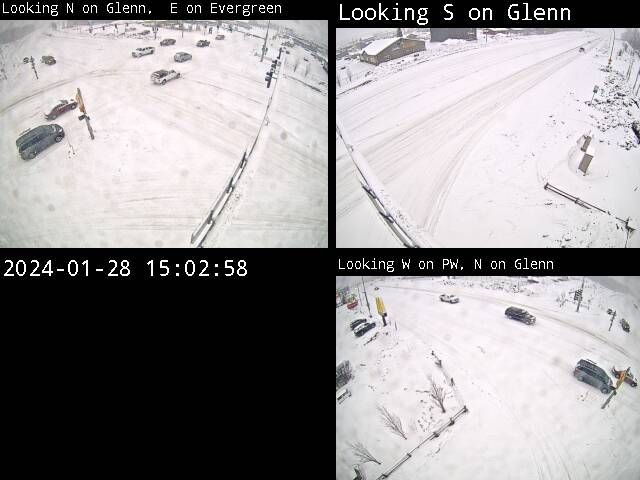 Looking N on Glenn,  E on Evergreen
Looking S on Glenn
2024-01-28 15:02:58
Looking W on PW, N on Glenn